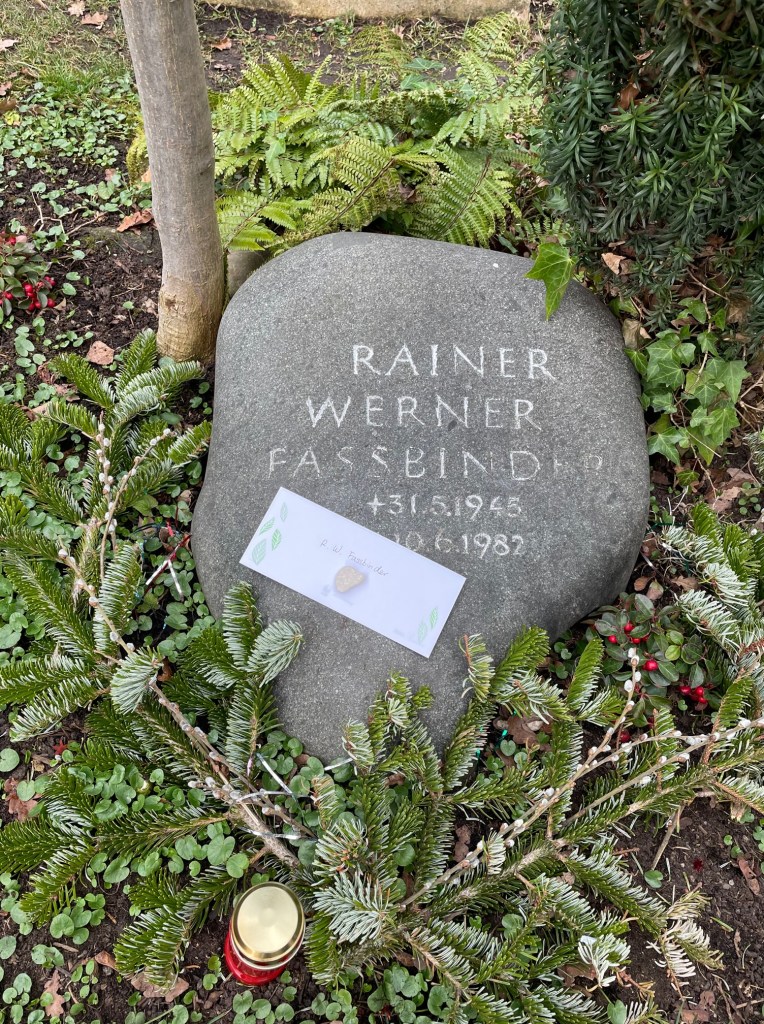 RAINER
WERNER
FASSBINDER
+31.5.1945
10.6.1982
R. W. Fassbinder